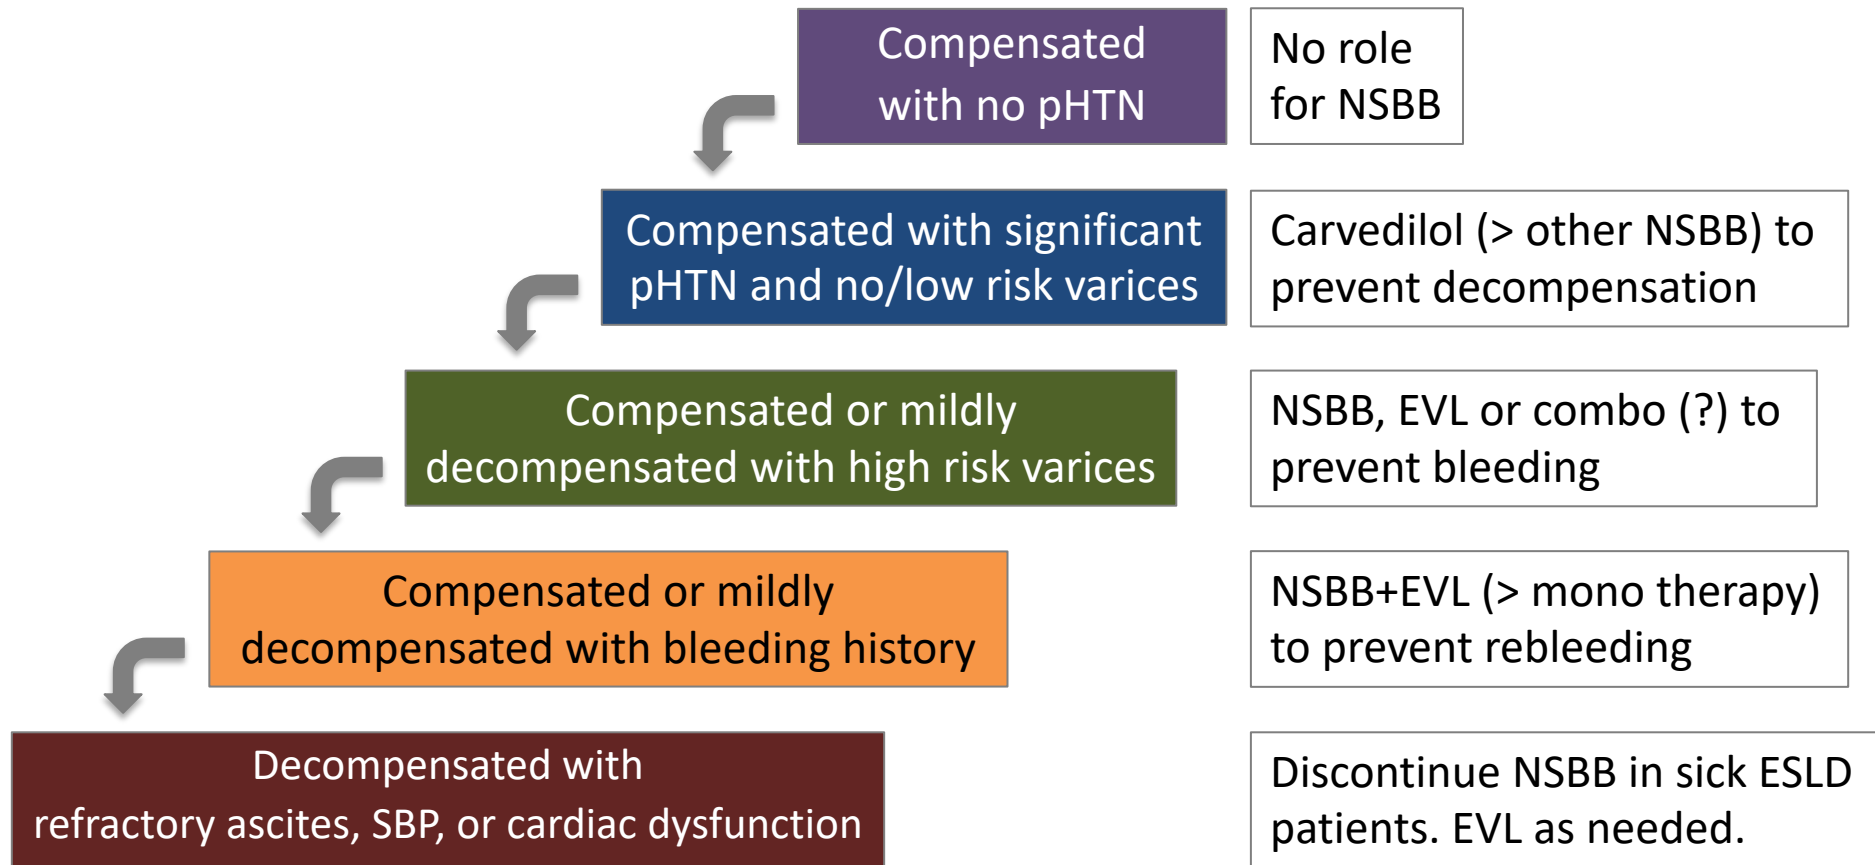 Compensated
with no pHTN
No role
for NSBB
Compensated with significant
pHTN and no/low risk varices
Carvedilol (> other NSBB) to
prevent decompensation
Compensated or mildly
decompensated with high risk varices
NSBB, EVL or combo (?) to
prevent bleeding
Compensated or mildly
decompensated with bleeding history
NSBB+EVL (> mono therapy)
to prevent rebleeding
Decompensated with
refractory ascites, SBP, or cardiac dysfunction
Discontinue NSBB in sick ESLD
patients. EVL as needed.